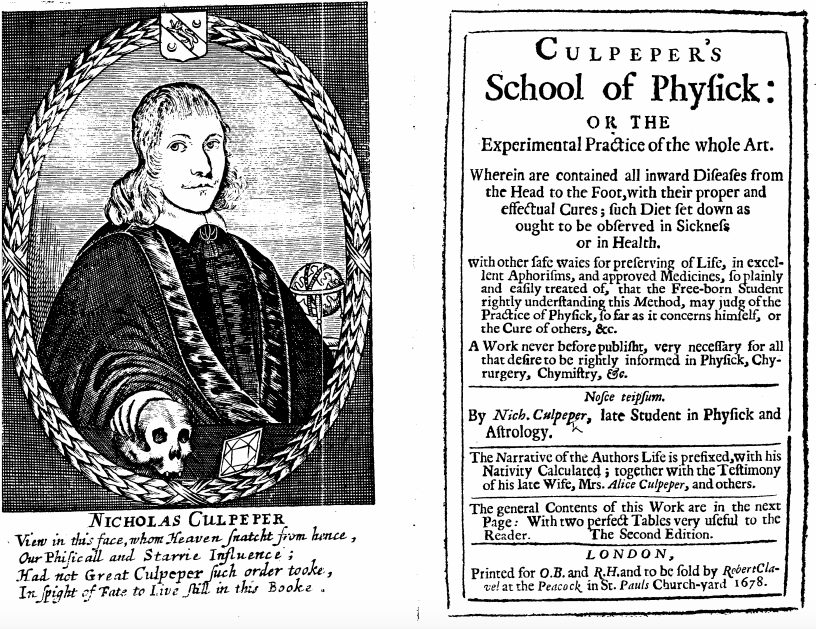 NICHOLAS CULPEPER
View in this face, whom Heaven snatcht from hence,
Our Phisicall and Starrie Influence;
Had not Great Culpeper ſuch order tooke,
In ſpight of Fate to Live ſtill in this Booke.
CULPEPER'S
School of Phyſick:
OR THE
Experimental Practice of the whole Art.
Wherein are contained all inward Diſeaſes from
the Head to the Foot, with their proper and
effectual Cures; ſuch Diet ſet down as
ought to be obſerved in Sickneſs
or in Health.
With other ſafe waies for preſerving of Life, in excel-
lent Aphoriſms, and approved Medicines, ſo plainly
and eaſily treated of, that the Free-born Student
rightly underſtanding this Method, may judg of the
Practice of Phyſick, ſo far as it concerns himſelf, or
the Cure of others, &c.
A Work never before publiſht, very neceſſary for all
that deſire to be rightly informed in Phyſick, Chy-
rurgery, Chymiſtry, &c.
Noſce teipſum.
By Nich. Culpeper, late Student in Phyſick and
Aſtrology.
The Narrative of the Authors Life is prefixed, with his
Nativity Calculated; together with the Teſtimony
of his late Wife, Mrs. Alice Culpeper, and others.
The general Contents of this Work are in the next
Page: With two perfect Tables very uſeful to the
Reader. The Second Edition.
LONDON,
Printed for O.B. and R.H. and to be ſold by Robert Cla-
vel at the Peacock in St. Pauls Church-yard 1678.